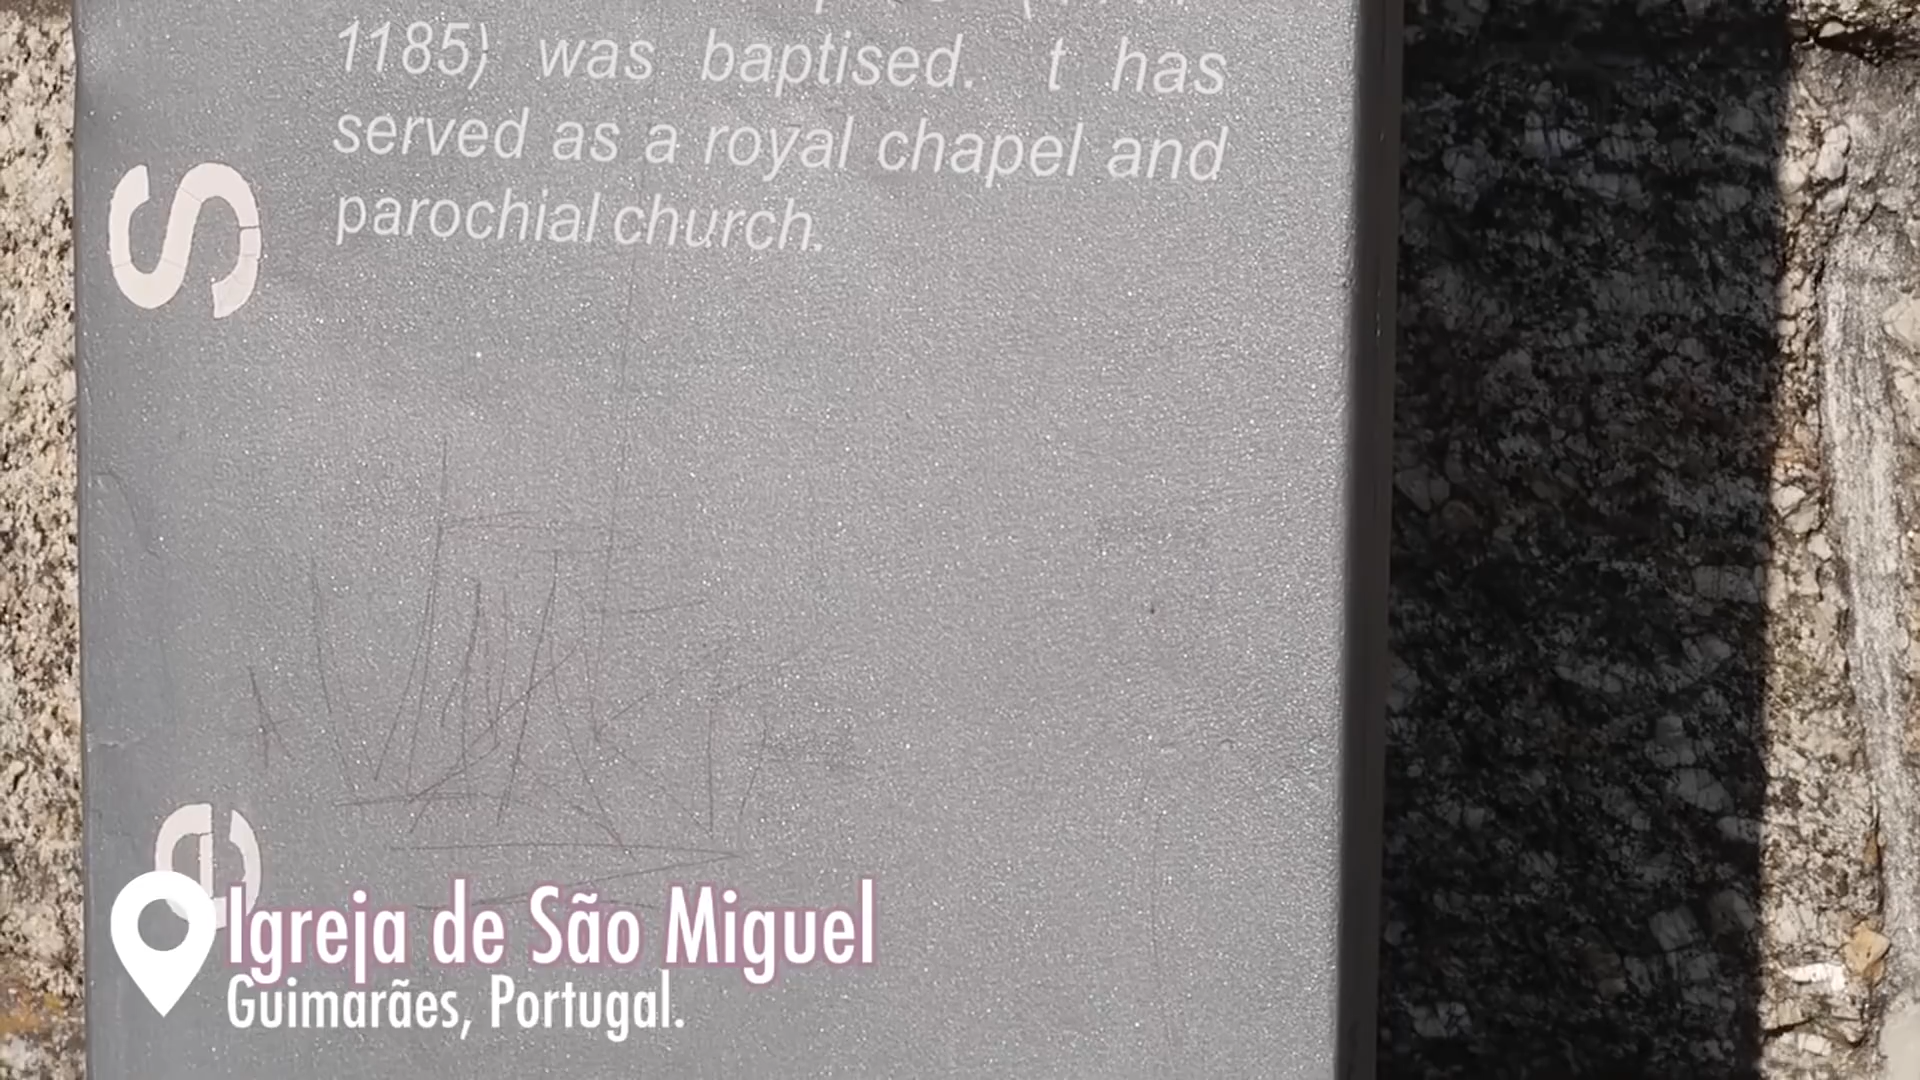 1185) was baptised. t has
served as a royal chapel and
parochial church.
S
e
Igreja de São Miguel
Guimarães, Portugal.